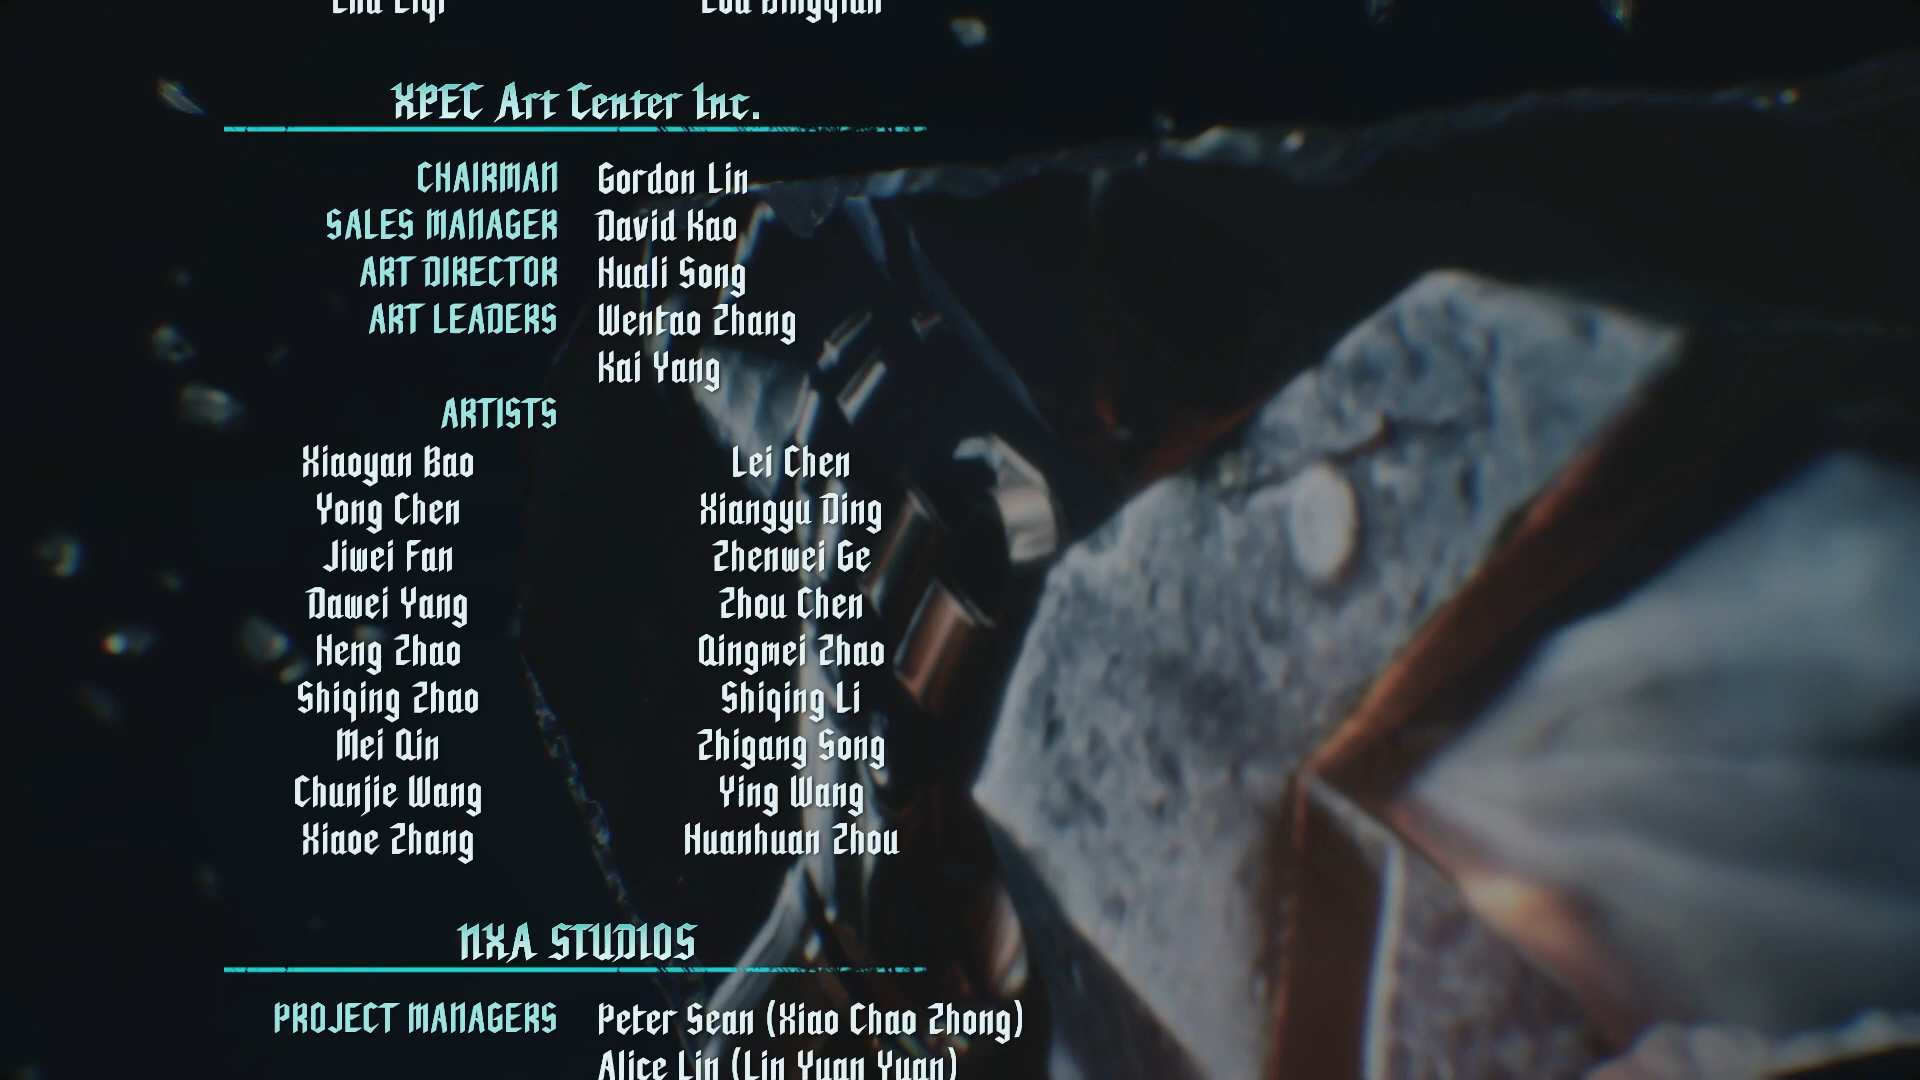 XPEC Art Center Inc.
CHAIRMAN Gordon Lin
SALES MANAGER David Kao
ART DIRECTOR Huali Song
ART LEADERS Wentao Zhang
Kai Yang
ARTISTS
Xiaoyan Bao Lei Chen
Yong Chen Xiangyu Ding
Jiwei Fan Zhenwei Ge
Dawei Yang Zhou Chen
Heng Zhao Qingmei Zhao
Shiqing Zhao Shiqing Li
Mei Qin Zhigang Song
Chunjie Wang Ying Wang
Xiaoe Zhang Huanhuan Zhou
NXA STUDIOS
PROJECT MANAGERS Peter Sean (Xiao Chao Zhong)
Alice Lin (Lin Yuan Yuan)